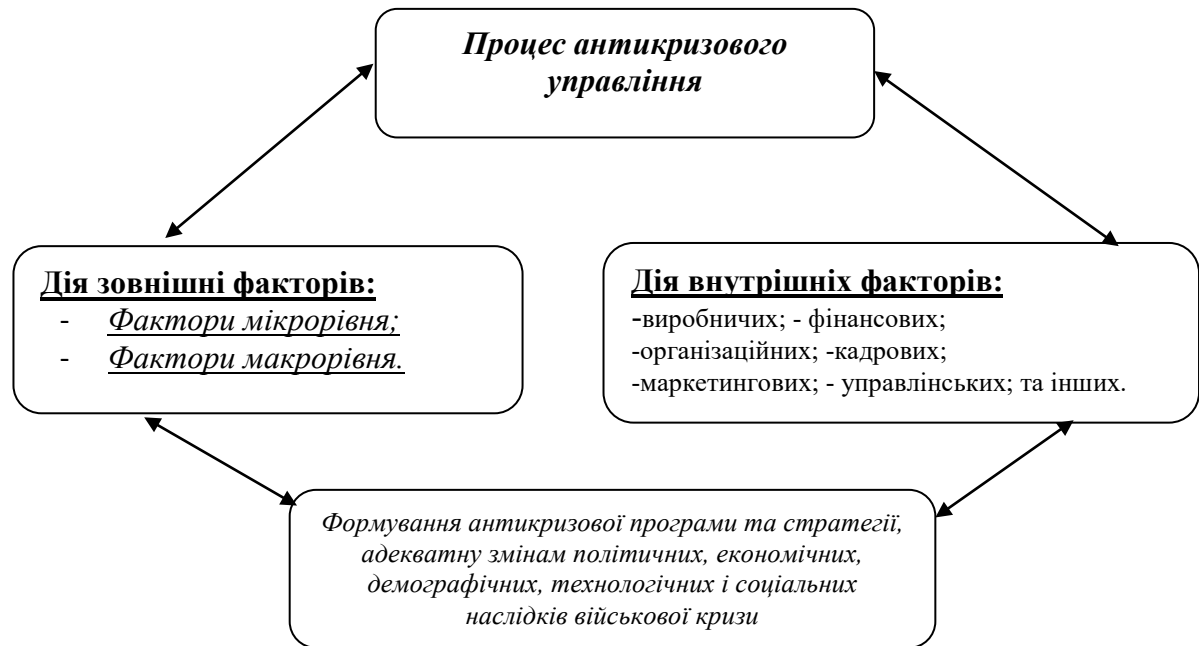 Процес антикризового
управління
Дія зовнішні факторів:
- Фактори мікрорівня;
- Фактори макрорівня.
Дія внутрішніх факторів:
-виробничих; - фінансових;
-організаційних; -кадрових;
-маркетингових; - управлінських; та інших.
Формування антикризової програми та стратегії,
адекватну змінам політичних, економічних,
демографічних, технологічних і соціальних
наслідків військової кризи